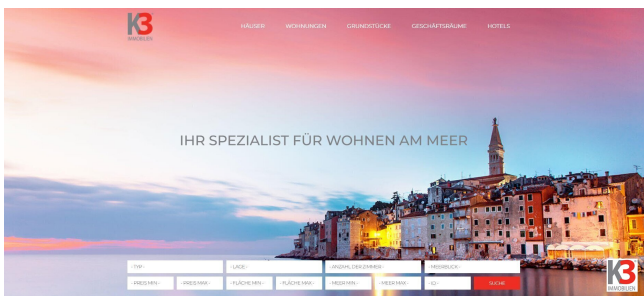 K3
IMMOBILIEN
HÄUSER WOHNUNGEN GRUNDSTÜCKE GESCHÄFTSRÄUME HOTELS
IHR SPEZIALIST FÜR WOHNEN AM MEER
- TYP - - LAGE - - ANZAHL DER ZIMMER - - MEERBLICK -
- PREIS MIN - - PREIS MAX - - FLÄCHE MIN - - FLÄCHE MAX - - MEER MIN - - MEER MAX - - ID - SUCHE
K3
IMMOBILIEN